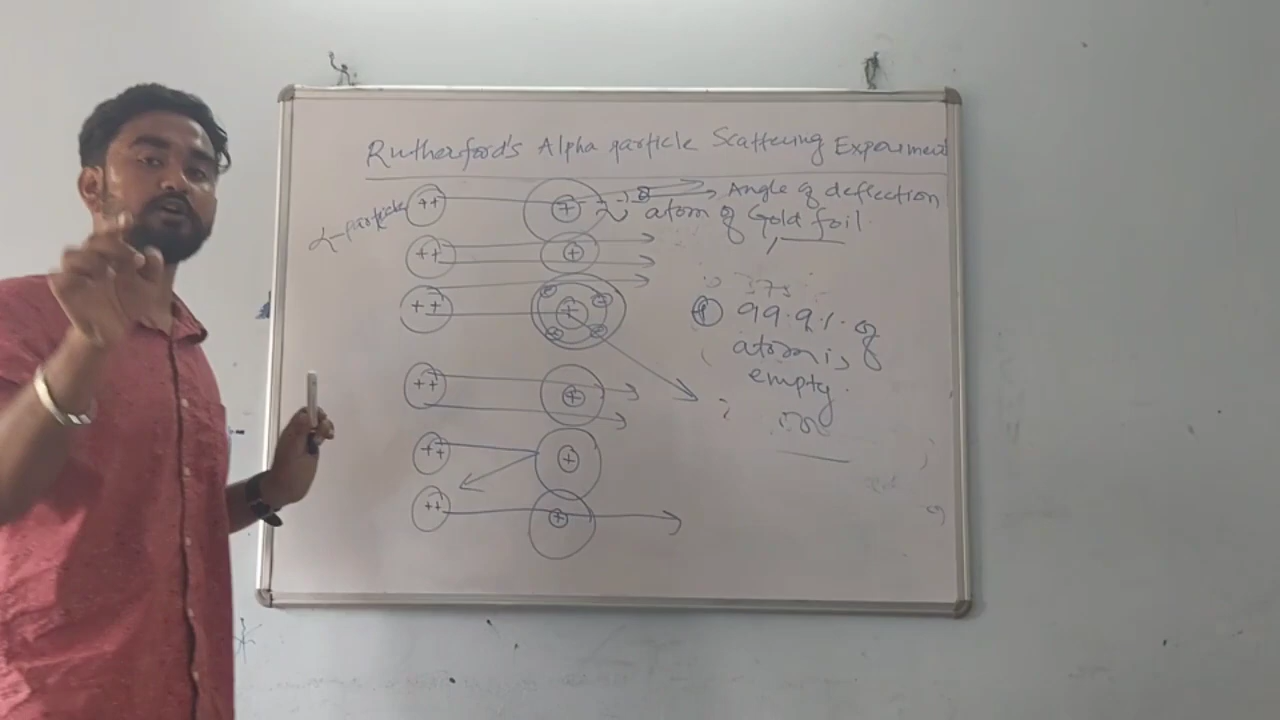 Rutherford's Alpha particle Scattering Experiment
α-particle
++ + θ Angle of deflection
atom of Gold foil.
++ +
++ +
① 99.9% of
atom is
empty.
++ +
++ +
++ +